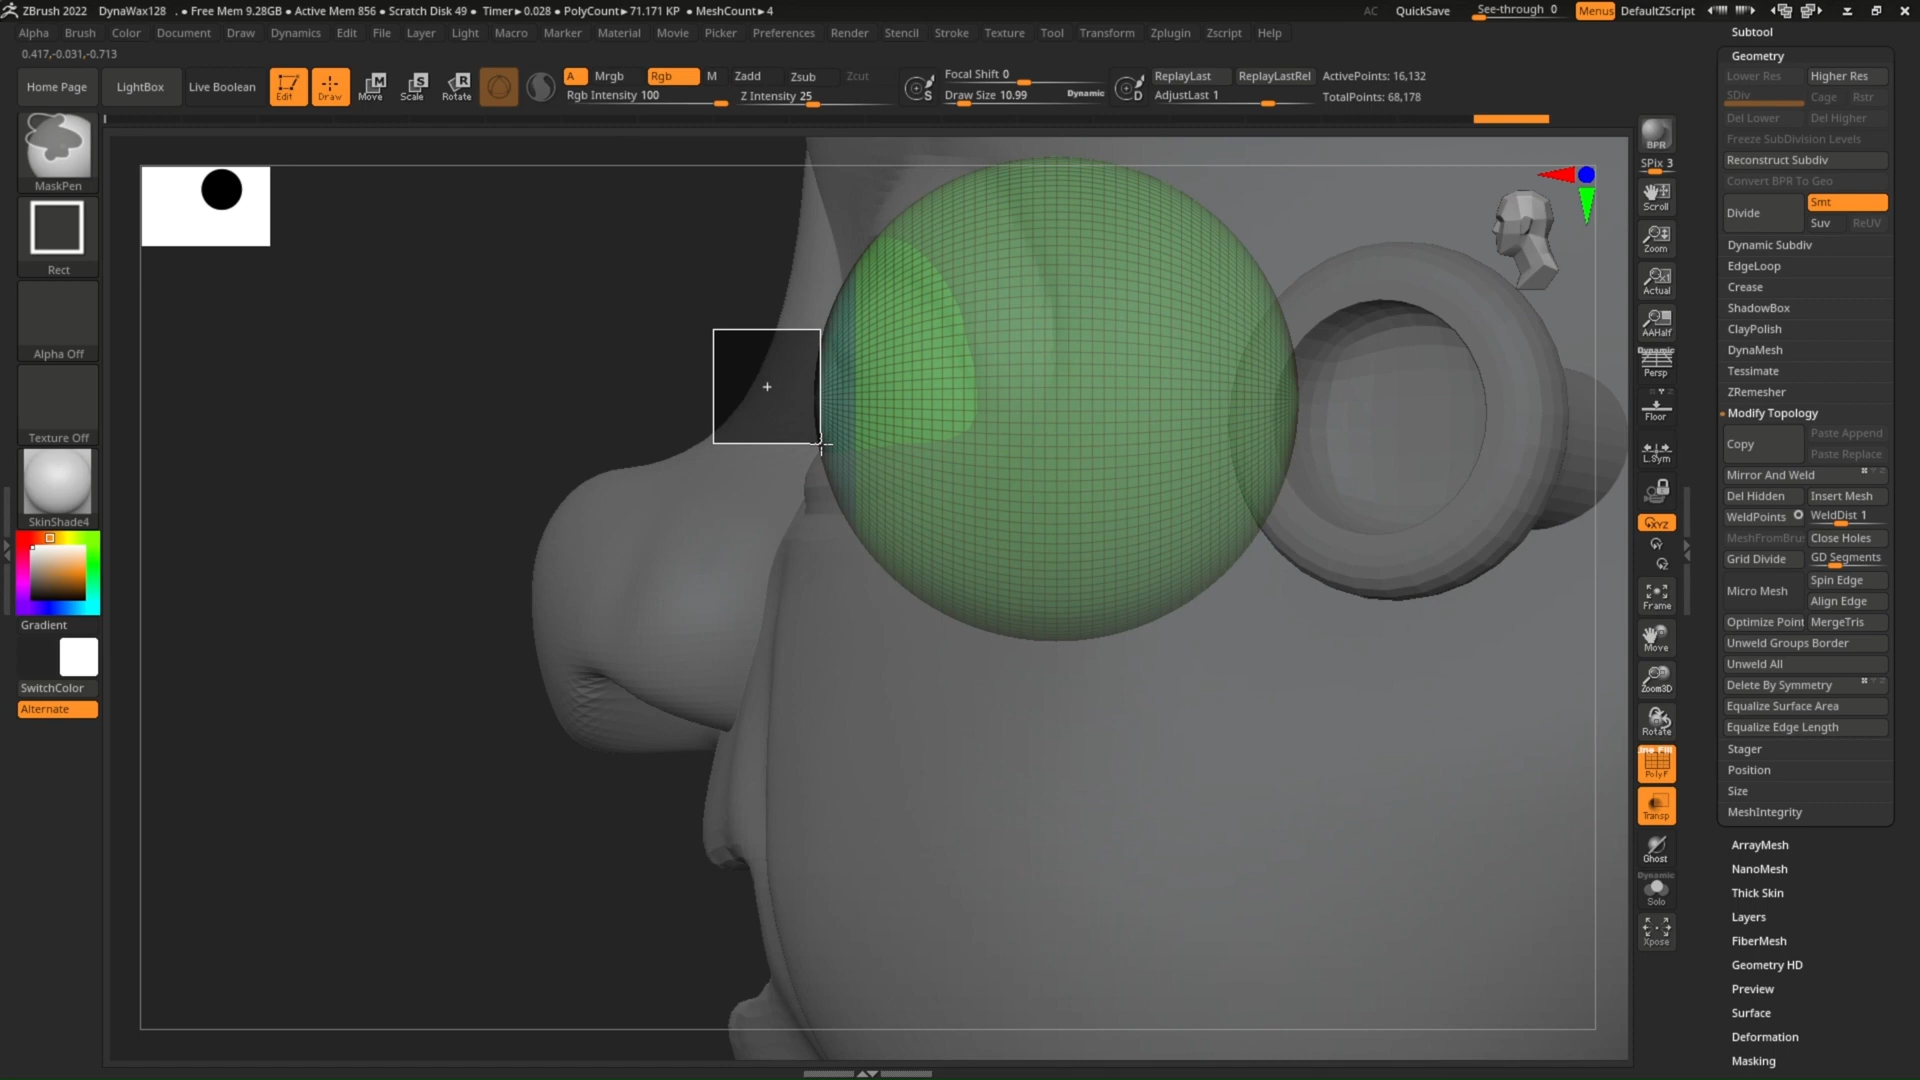 ZBrush 2022 DynaWax128 . • Free Mem 9.28GB • Active Mem 856 • Scratch Disk 49 • Timer▸0.028 • PolyCount▸71.171 KP • MeshCount▸4 AC QuickSave See-through 0 Menus DefaultZScript
Alpha Brush Color Document Draw Dynamics Edit File Layer Light Macro Marker Material Movie Picker Preferences Render Stencil Stroke Texture Tool Transform Zplugin Zscript Help
0.417,-0.031,-0.713
Home Page LightBox Live Boolean Edit Draw Move Scale Rotate
A Mrgb Rgb M Zadd Zsub Zcut
Rgb Intensity 100 Z Intensity 25
S
Focal Shift 0
Draw Size 10.99 Dynamic
D
ReplayLast ReplayLastRel ActivePoints: 16,132
AdjustLast 1 TotalPoints: 68,178
MaskPen
Rect
Alpha Off
Texture Off
SkinShade4
Gradient
SwitchColor
Alternate
BPR
SPix 3
Scroll
Zoom
Actual
AAHalf
Dynamic
Persp
Floor
L.Sym
XYZ
Y
Z
Frame
Move
Zoom3D
Rotate
Line Fill
PolyF
Transp
Ghost
Dynamic
Solo
Xpose
Subtool
Geometry
Lower Res Higher Res
SDiv Cage Rstr
Del Lower Del Higher
Freeze SubDivision Levels
Reconstruct Subdiv
Convert BPR To Geo
Divide Smt
Suv ReUV
Dynamic Subdiv
EdgeLoop
Crease
ShadowBox
ClayPolish
DynaMesh
Tessimate
ZRemesher
Modify Topology
Copy Paste Append
Paste Replace
Mirror And Weld
Del Hidden Insert Mesh
WeldPoints WeldDist 1
MeshFromBrus Close Holes
Grid Divide GD Segments
Micro Mesh Spin Edge
Align Edge
Optimize Point MergeTris
Unweld Groups Border
Unweld All
Delete By Symmetry
Equalize Surface Area
Equalize Edge Length
Stager
Position
Size
MeshIntegrity
ArrayMesh
NanoMesh
Thick Skin
Layers
FiberMesh
Geometry HD
Preview
Surface
Deformation
Masking